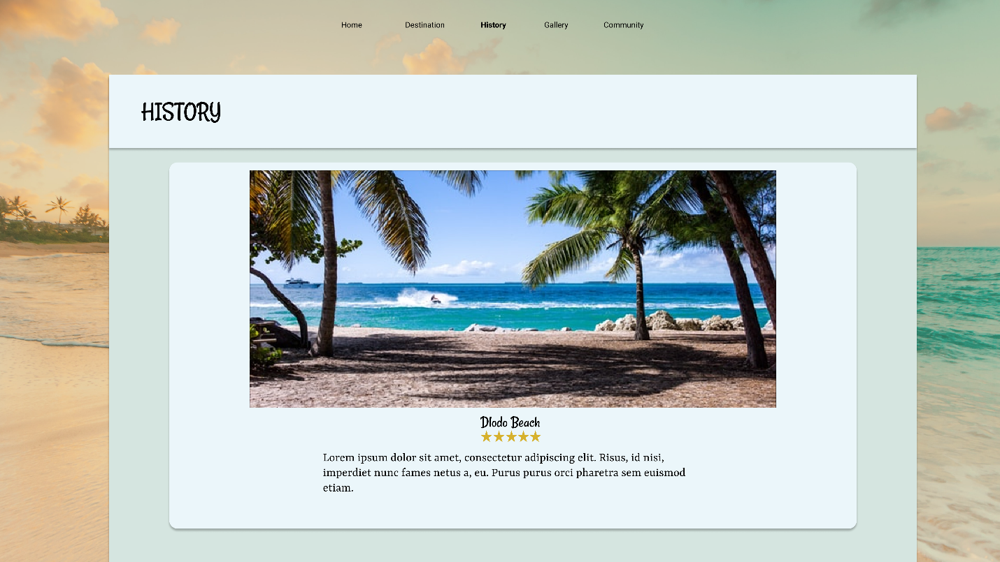 Home Destination History Gallery Community
HISTORY
Dlodo Beach
Lorem ipsum dolor sit amet, consectetur adipiscing elit. Risus, id nisi,
imperdiet nunc fames netus a, eu. Purus purus orci pharetra sem euismod
etiam.